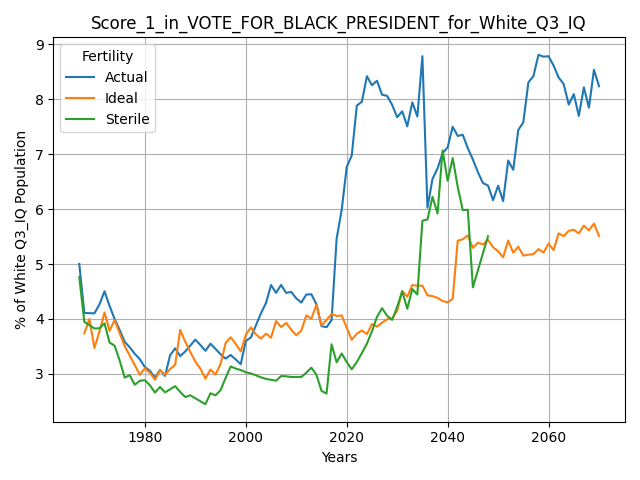 Score_1_in_VOTE_FOR_BLACK_PRESIDENT_for_White_Q3_IQ
Fertility
Actual
Ideal
Sterile
% of White Q3_IQ Population
9
8
7
6
5
4
3
1980
2000
2020
2040
2060
Years